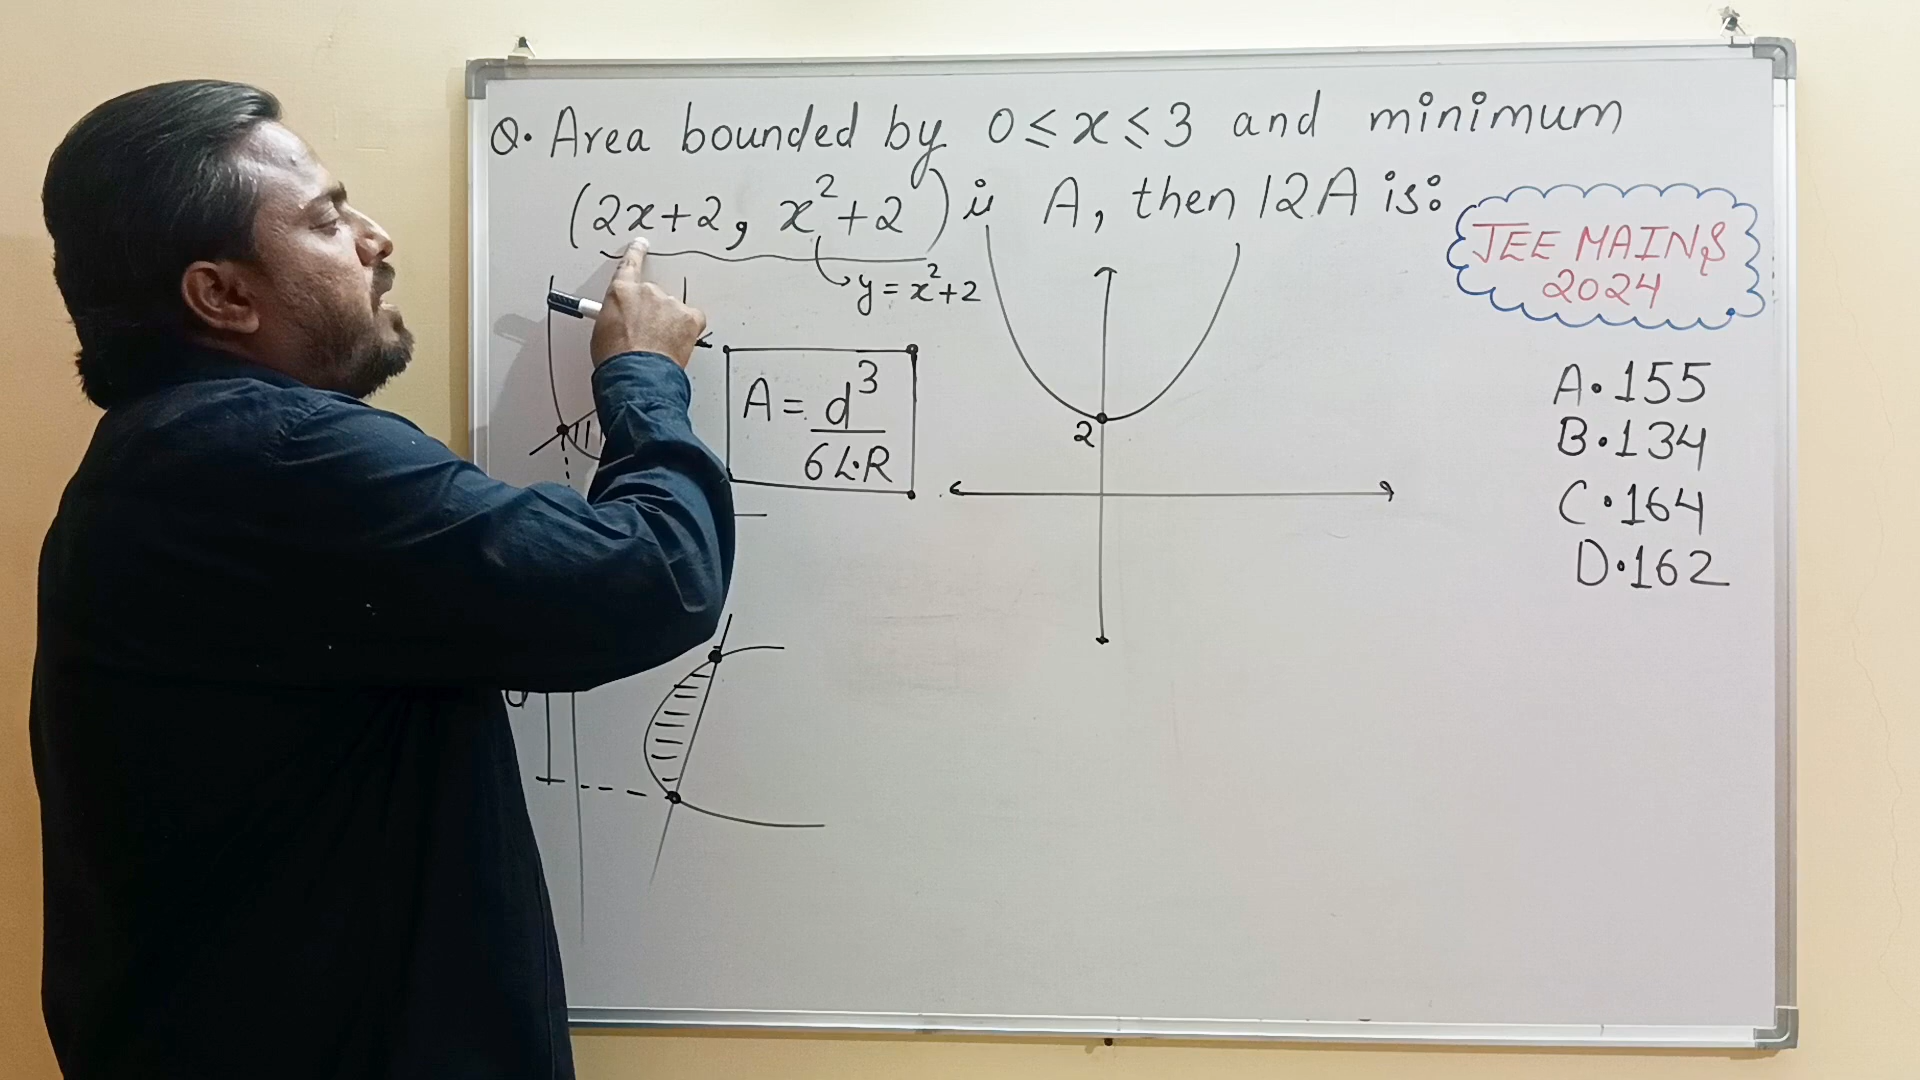 Q. Area bounded by 0 ≤ x ≤ 3 and minimum
(2x+2, x²+2) is A, then 12A is:
JEE MAINS
2024
y = x²+2
A = d³
6 L.R
2
A. 155
B. 134
C. 164
D. 162